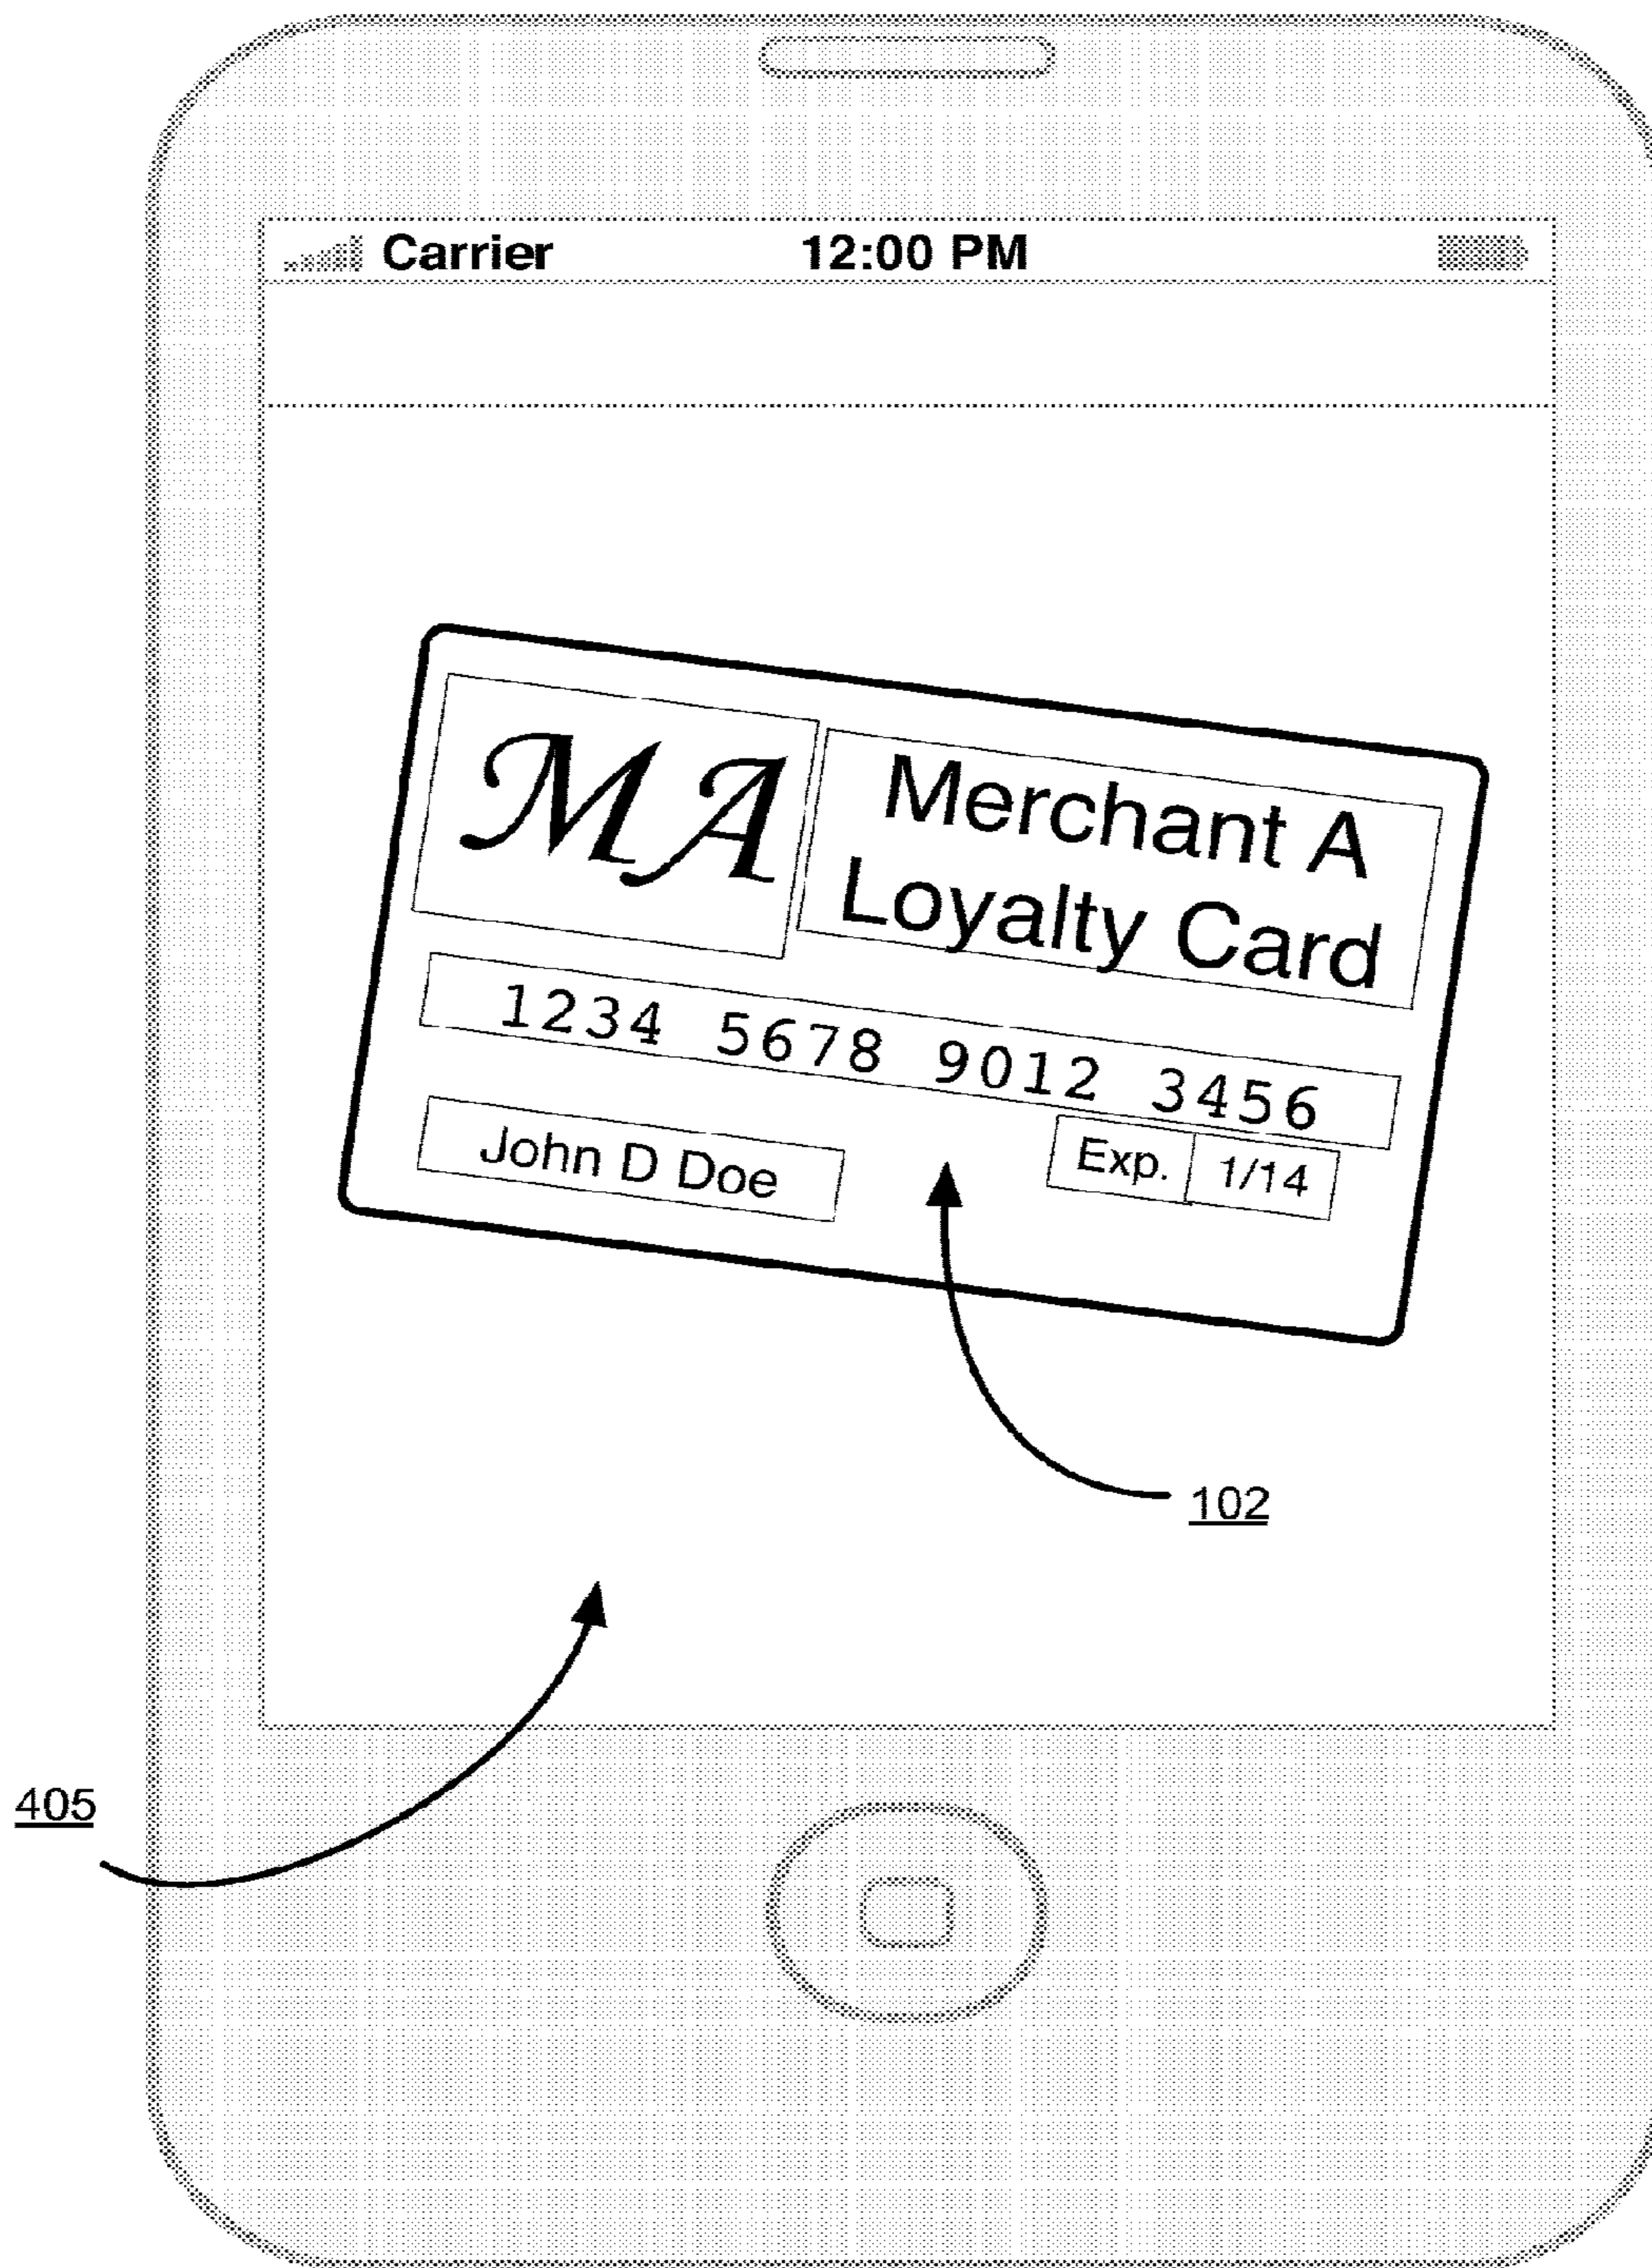 Carrier 12:00 PM
MA
Merchant A
Loyalty Card
1234 5678 9012 3456
John D Doe
Exp. 1/14
102
405